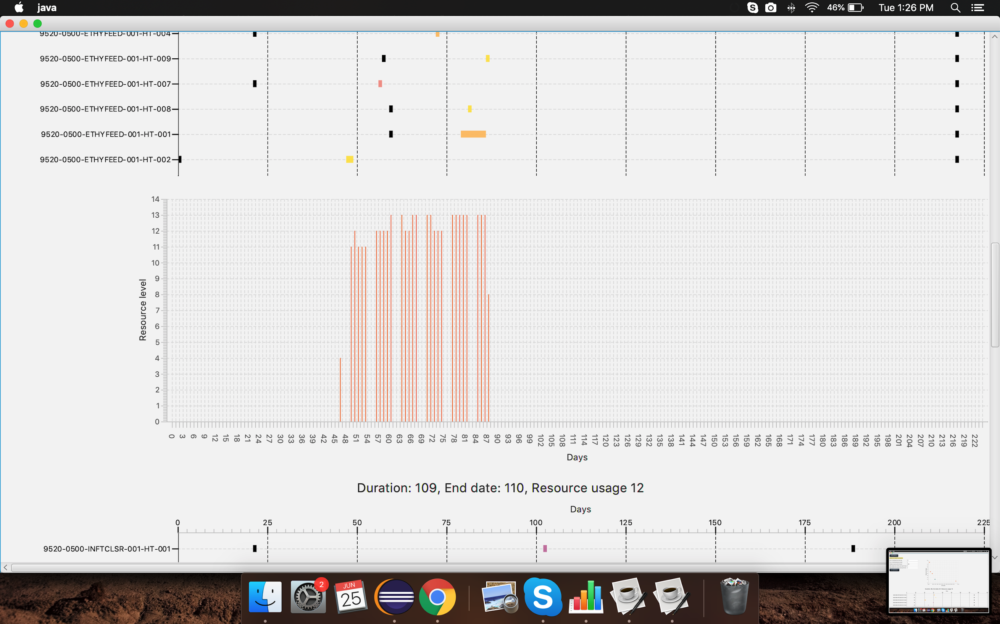 java 46% Tue 1:26 PM
9520-0500-ETHYFEED-001-HT-004
9520-0500-ETHYFEED-001-HT-009
9520-0500-ETHYFEED-001-HT-007
9520-0500-ETHYFEED-001-HT-008
9520-0500-ETHYFEED-001-HT-001
9520-0500-ETHYFEED-001-HT-002
14
13
12
11
10
9
8
7
6
5
4
3
2
1
0
Resource level
0 3 6 9 12 15 18 21 24 27 30 33 36 39 42 45 48 51 54 57 60 63 66 69 72 75 78 81 84 87 90 93 96 99 102 105 108 111 114 117 120 123 126 129 132 135 138 141 144 147 150 153 156 159 162 165 168 171 174 177 180 183 186 189 192 195 198 201 204 207 210 213 216 219 222
Days
Duration: 109, End date: 110, Resource usage 12
Days
0 25 50 75 100 125 150 175 200 225
9520-0500-INFTCLSR-001-HT-001
2
JUN
25